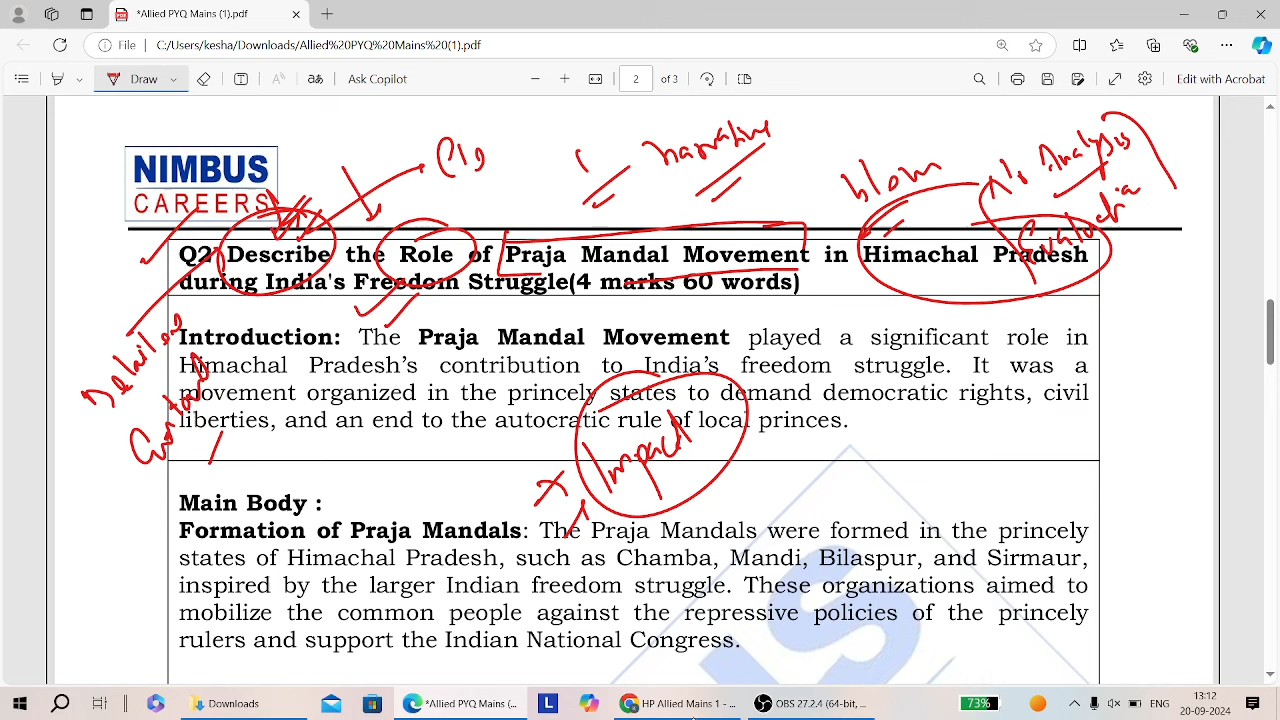 *Allied PYQ Mains (1).pdf
File C:/Users/kesha/Downloads/Allied%20PYQ%20Mains%20(1).pdf
Draw Ask Copilot 2 of 3 Edit with Acrobat
narrative
Analysis
NIMBUS
CAREERS
Q2 Describe the Role of Praja Mandal Movement in Himachal Pradesh
during India's Freedom Struggle(4 marks 60 words)
Introduction: The Praja Mandal Movement played a significant role in
Himachal Pradesh’s contribution to India’s freedom struggle. It was a
movement organized in the princely states to demand democratic rights, civil
liberties, and an end to the autocratic rule of local princes.
Impact
Main Body :
Formation of Praja Mandals: The Praja Mandals were formed in the princely
states of Himachal Pradesh, such as Chamba, Mandi, Bilaspur, and Sirmaur,
inspired by the larger Indian freedom struggle. These organizations aimed to
mobilize the common people against the repressive policies of the princely
rulers and support the Indian National Congress.
Downloads *Allied PYQ Mains ( HP Allied Mains 1 - OBS 27.2 (64-bit, 73% ENG 13:12
20-09-2024